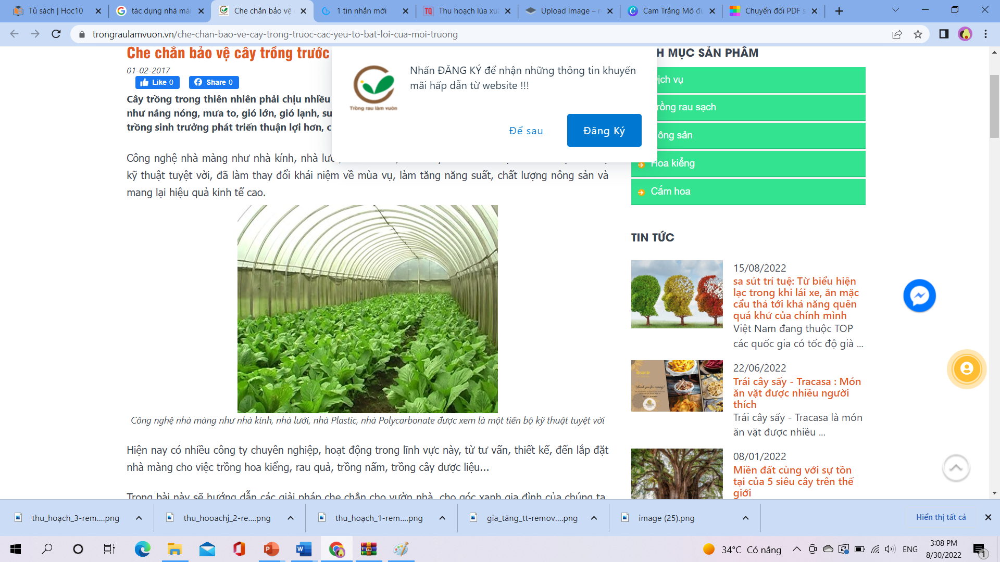 Tủ sách | Hoc10
tác dụng nhà mái
Che chắn bảo vệ
1 tin nhắn mới
Thu hoạch lúa xuâ
Upload Image – r
Cam Trắng Mô đu
Chuyển đổi PDF s
trongraulamvuon.vn/che-chan-bao-ve-cay-trong-truoc-cac-yeu-to-bat-loi-cua-moi-truong
Che chắn bảo vệ cây trồng trước
01-02-2017
Like 0
Share 0
Cây trồng trong thiên nhiên phải chịu nhiều
như nắng nóng, mưa to, gió lớn, gió lạnh, su
trồng sinh trưởng phát triển thuận lợi hơn, c
Nhấn ĐĂNG KÝ để nhận những thông tin khuyến
mãi hấp dẫn từ website !!!
Trồng rau làm vườn
Để sau
Đăng Ký
Công nghệ nhà màng như nhà kính, nhà lướ
kỹ thuật tuyệt vời, đã làm thay đổi khái niệm về mùa vụ, làm tăng năng suất, chất lượng nông sản và
mang lại hiệu quả kinh tế cao.
Công nghệ nhà màng như nhà kính, nhà lưới, nhà Plastic, nhà Polycarbonate được xem là một tiến bộ kỹ thuật tuyệt vời
Hiện nay có nhiều công ty chuyên nghiệp, hoạt động trong lĩnh vực này, từ tư vấn, thiết kế, đến lắp đặt
nhà màng cho việc trồng hoa kiểng, rau quả, trồng nấm, trồng cây dược liệu...
Trong bài này sẽ hướng dẫn các giải pháp che chắn cho vườn nhà, cho góc xanh gia đình của chúng ta.
H MỤC SẢN PHẨM
ịch vụ
rồng rau sạch
ông sản
Hoa kiểng
Cắm hoa
TIN TỨC
15/08/2022
sa sút trí tuệ: Từ biểu hiện
lạc trong khi lái xe, ăn mặc
cẩu thả tới khả năng quên
quá khứ của chính mình
Việt Nam đang thuộc TOP
các quốc gia có tốc độ già ...
22/06/2022
Trái cây sấy - Tracasa : Món
ăn vặt được nhiều người
thích
Trái cây sấy - Tracasa là món
ăn vặt được nhiều ...
08/01/2022
Miền đất cùng với sự tồn
tại của 5 siêu cây trên thế
giới
thu_hoạch_3-rem....png
thu_hooachj_2-re....png
thu_hoạch_1-rem....png
gia_tăng_tt-remov....png
image (25).png
Hiển thị tất cả
34°C Có nắng
ENG
3:08 PM
8/30/2022
1